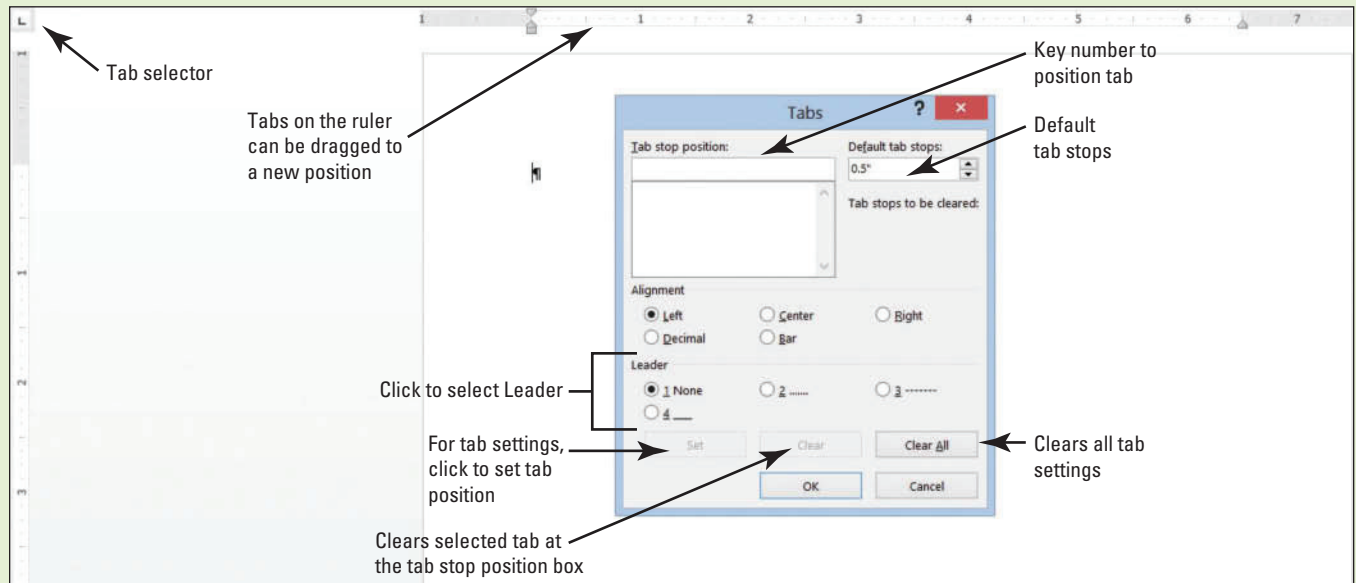 L
1 1 2 3 4 5 6 7
Tab selector
Tabs on the ruler
can be dragged to
a new position
Key number to
position tab
Default
tab stops
¶
Tabs ? ×
Tab stop position: Default tab stops:
0.5"
Tab stops to be cleared:
Alignment
Left Center Right
Decimal Bar
Leader
1 None 2 ...... 3 -------
4 ___
Set Clear Clear All
OK Cancel
Click to select Leader
For tab settings,
click to set tab
position
Clears selected tab at
the tab stop position box
Clears all tab
settings
1
1
2
3